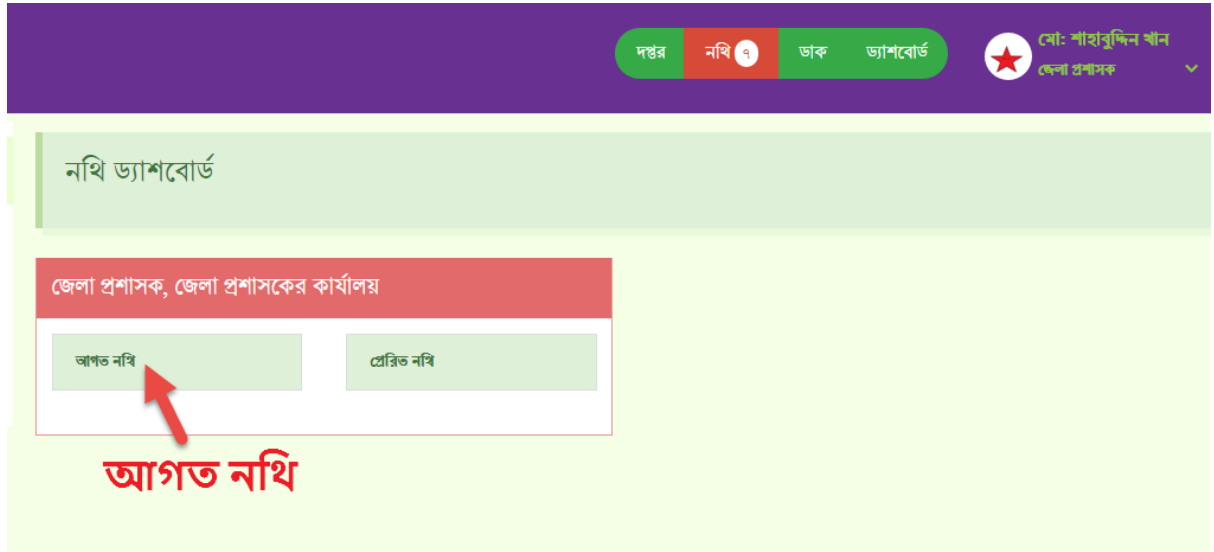 দপ্তর নথি ৭ ডাক ড্যাশবোর্ড
মো: শাহাবুদ্দিন খান
জেলা প্রশাসক
নথি ড্যাশবোর্ড
জেলা প্রশাসক, জেলা প্রশাসকের কার্যালয়
আগত নথি প্রেরিত নথি
আগত নথি